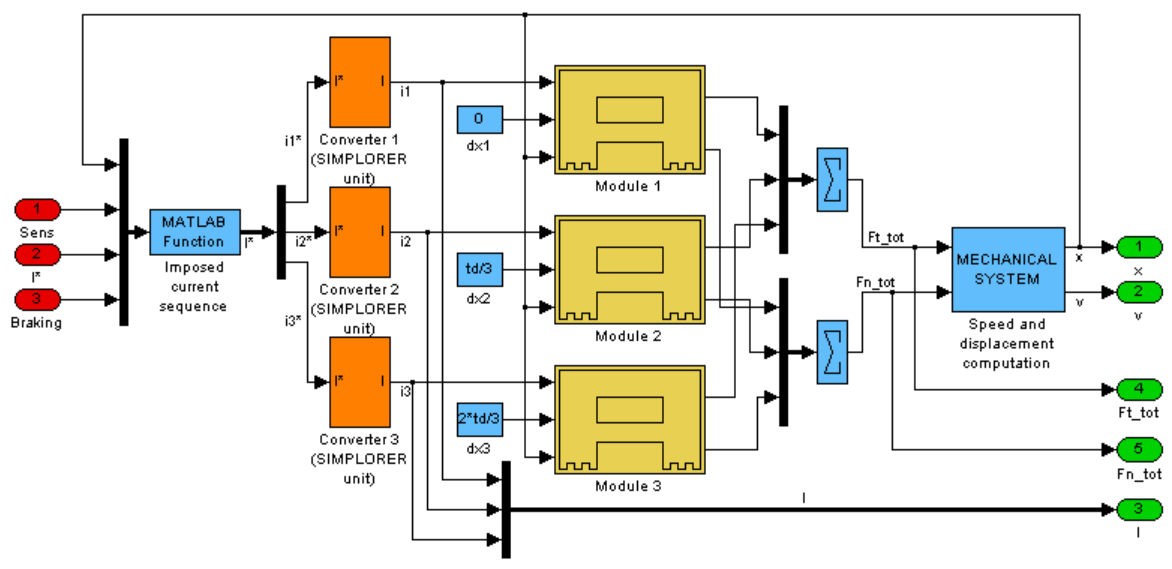 1
Sens
2
I*
3
Braking
MATLAB
Function
Imposed
current
sequence
I*
i1*
i2*
i3*
I*
I
Converter 1
(SIMPLORER
unit)
I*
I
Converter 2
(SIMPLORER
unit)
I*
I
Converter 3
(SIMPLORER
unit)
i1
i2
i3
0
dx1
td/3
dx2
2*td/3
dx3
Module 1
Module 2
Module 3
Ft_tot
Fn_tot
MECHANICAL
SYSTEM
Speed and
displacement
computation
x
v
1
x
2
v
4
Ft_tot
5
Fn_tot
I
3
I